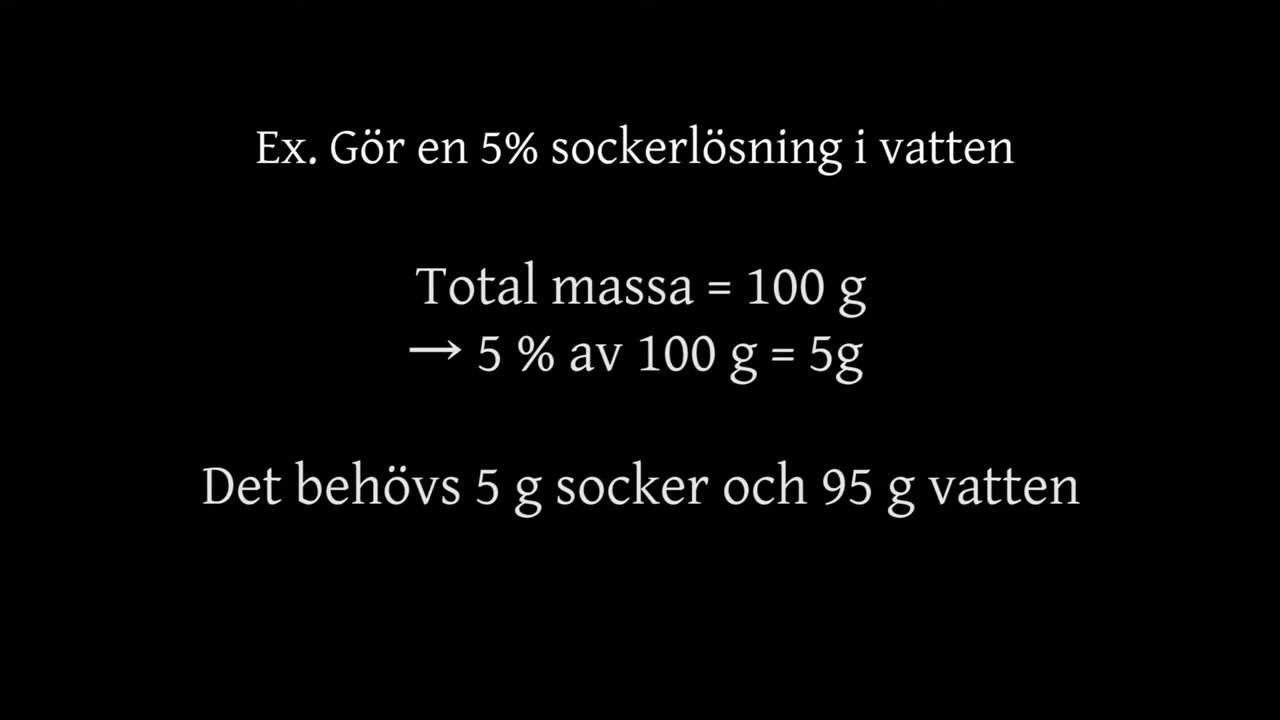 Ex. Gör en 5% sockerlösning i vatten
Total massa = 100 g
→ 5 % av 100 g = 5g
Det behövs 5 g socker och 95 g vatten